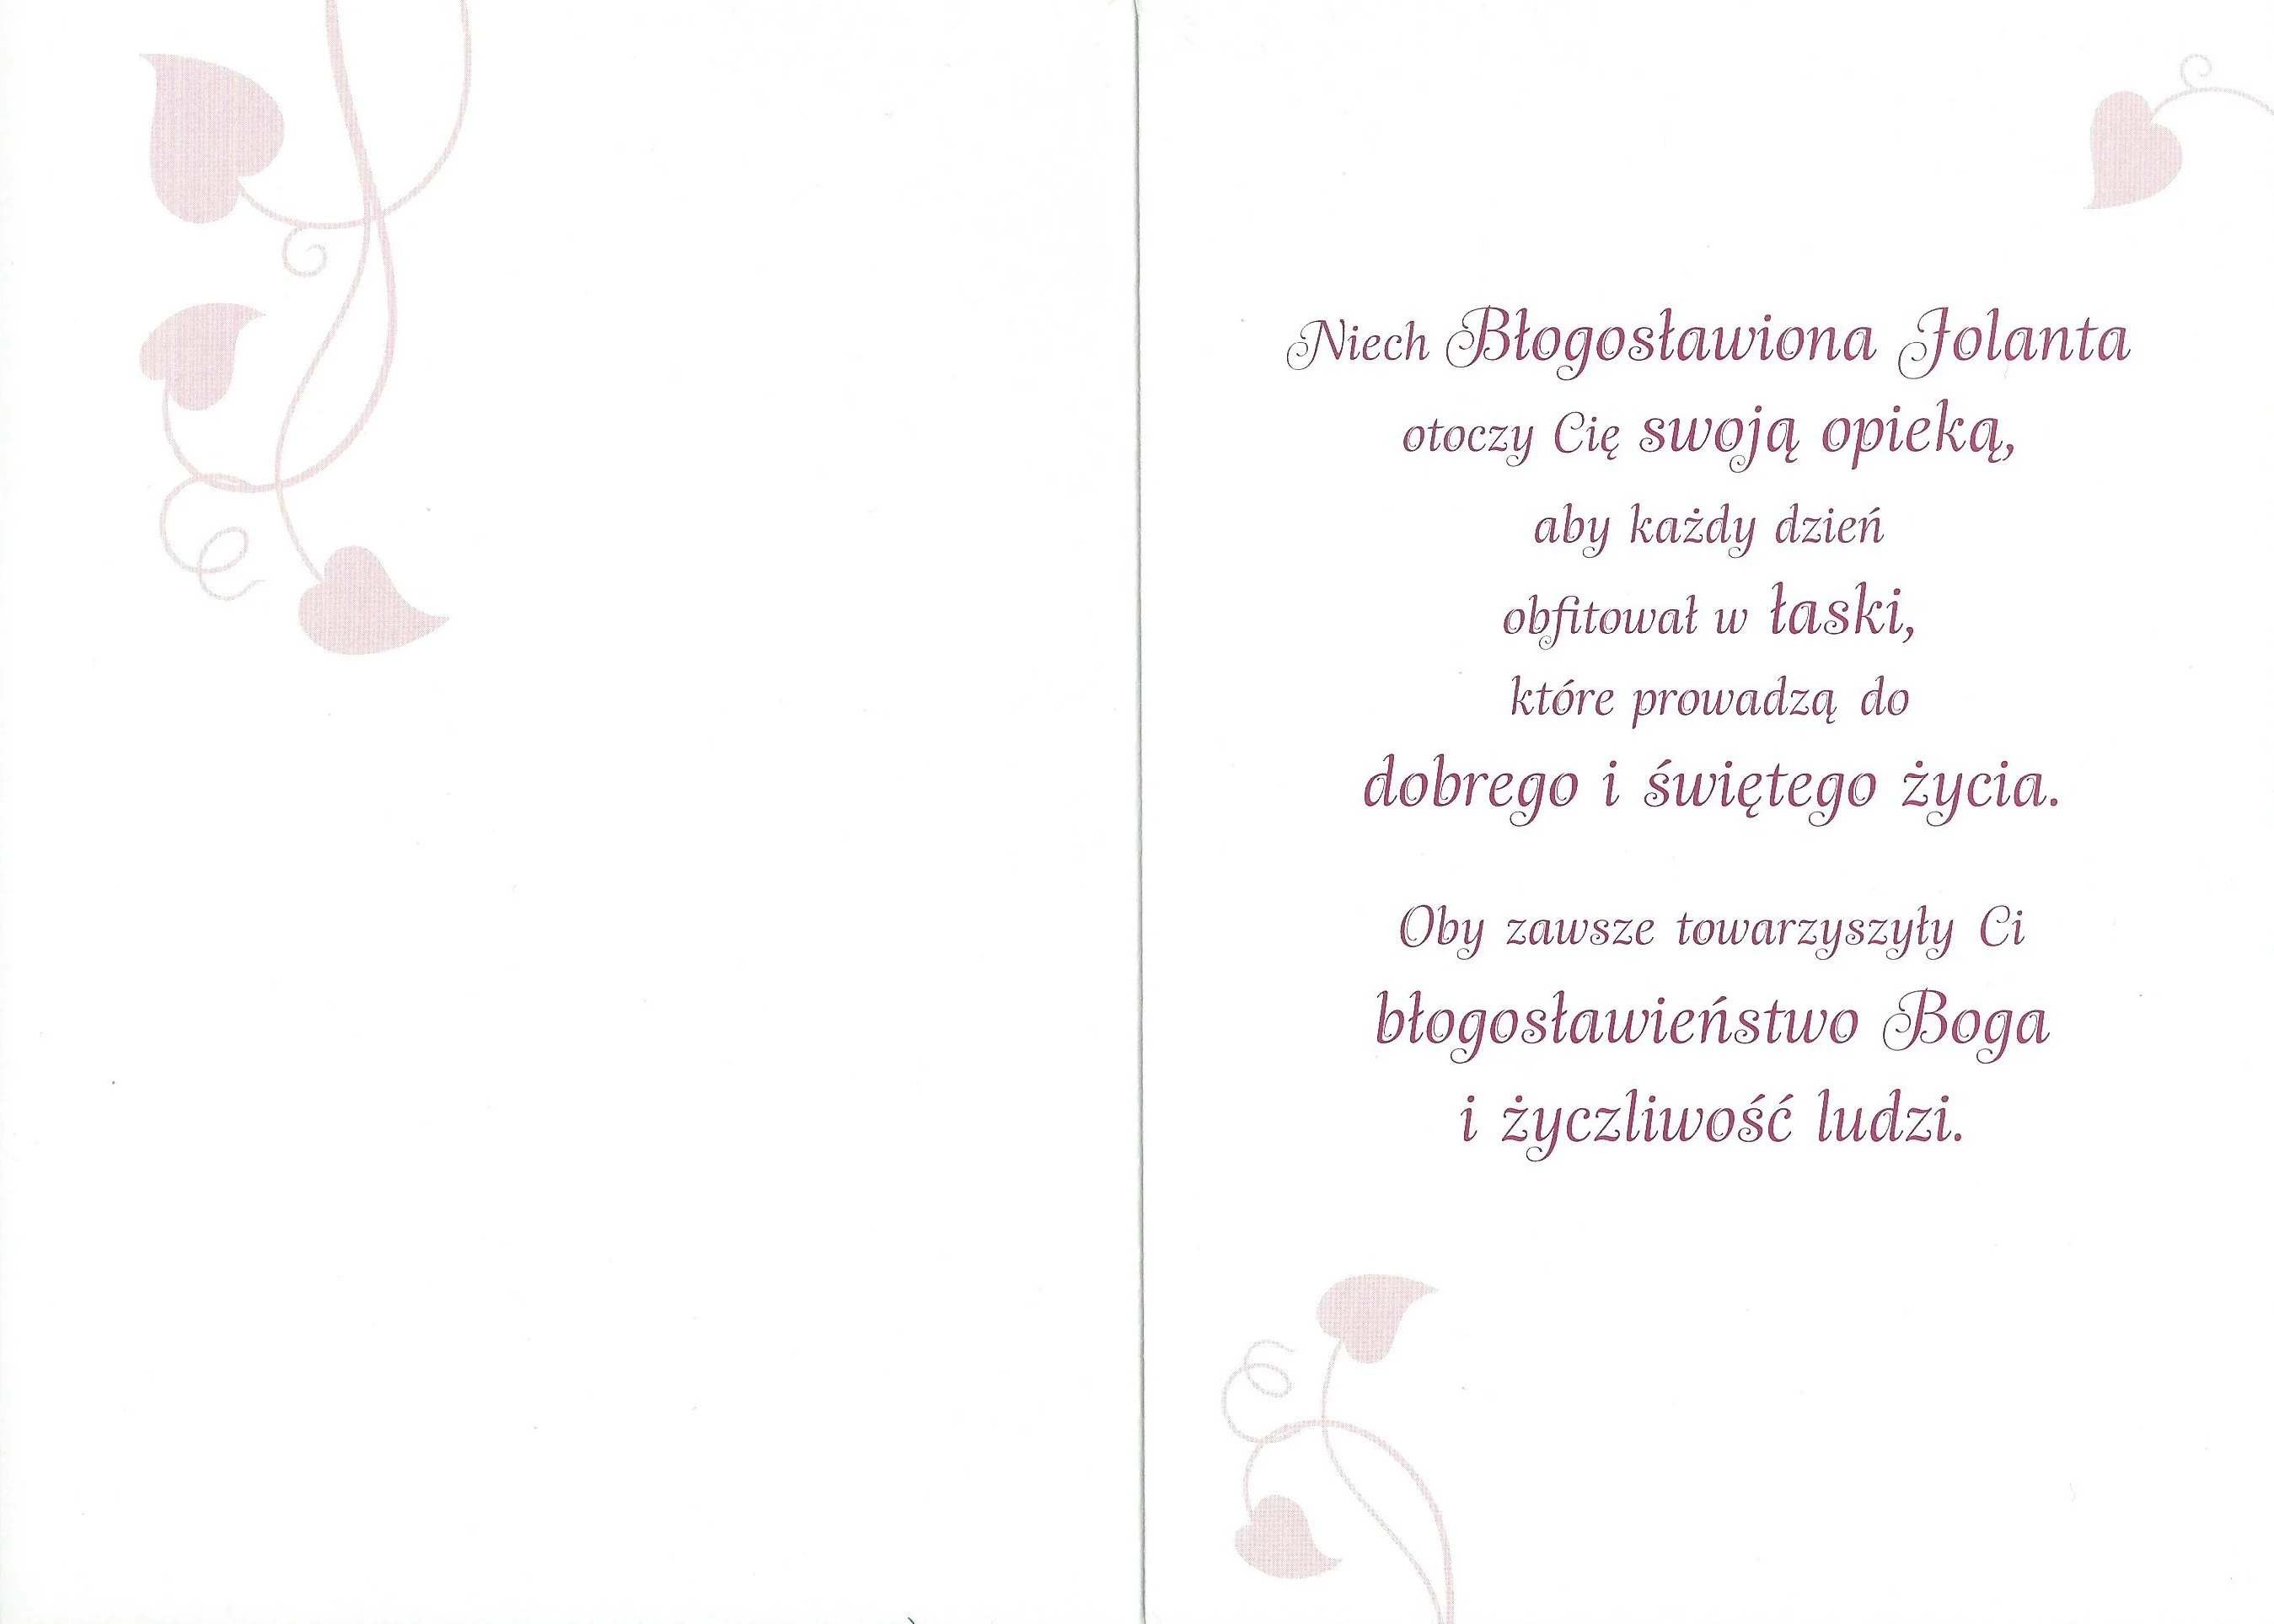 Niech Błogosławiona Jolanta
otoczy Cię swoją opieką,
aby każdy dzień
obfitował w łaski,
które prowadzą do
dobrego i świętego życia.
Oby zawsze towarzyszyły Ci
błogosławieństwo Boga
i życzliwość ludzi.